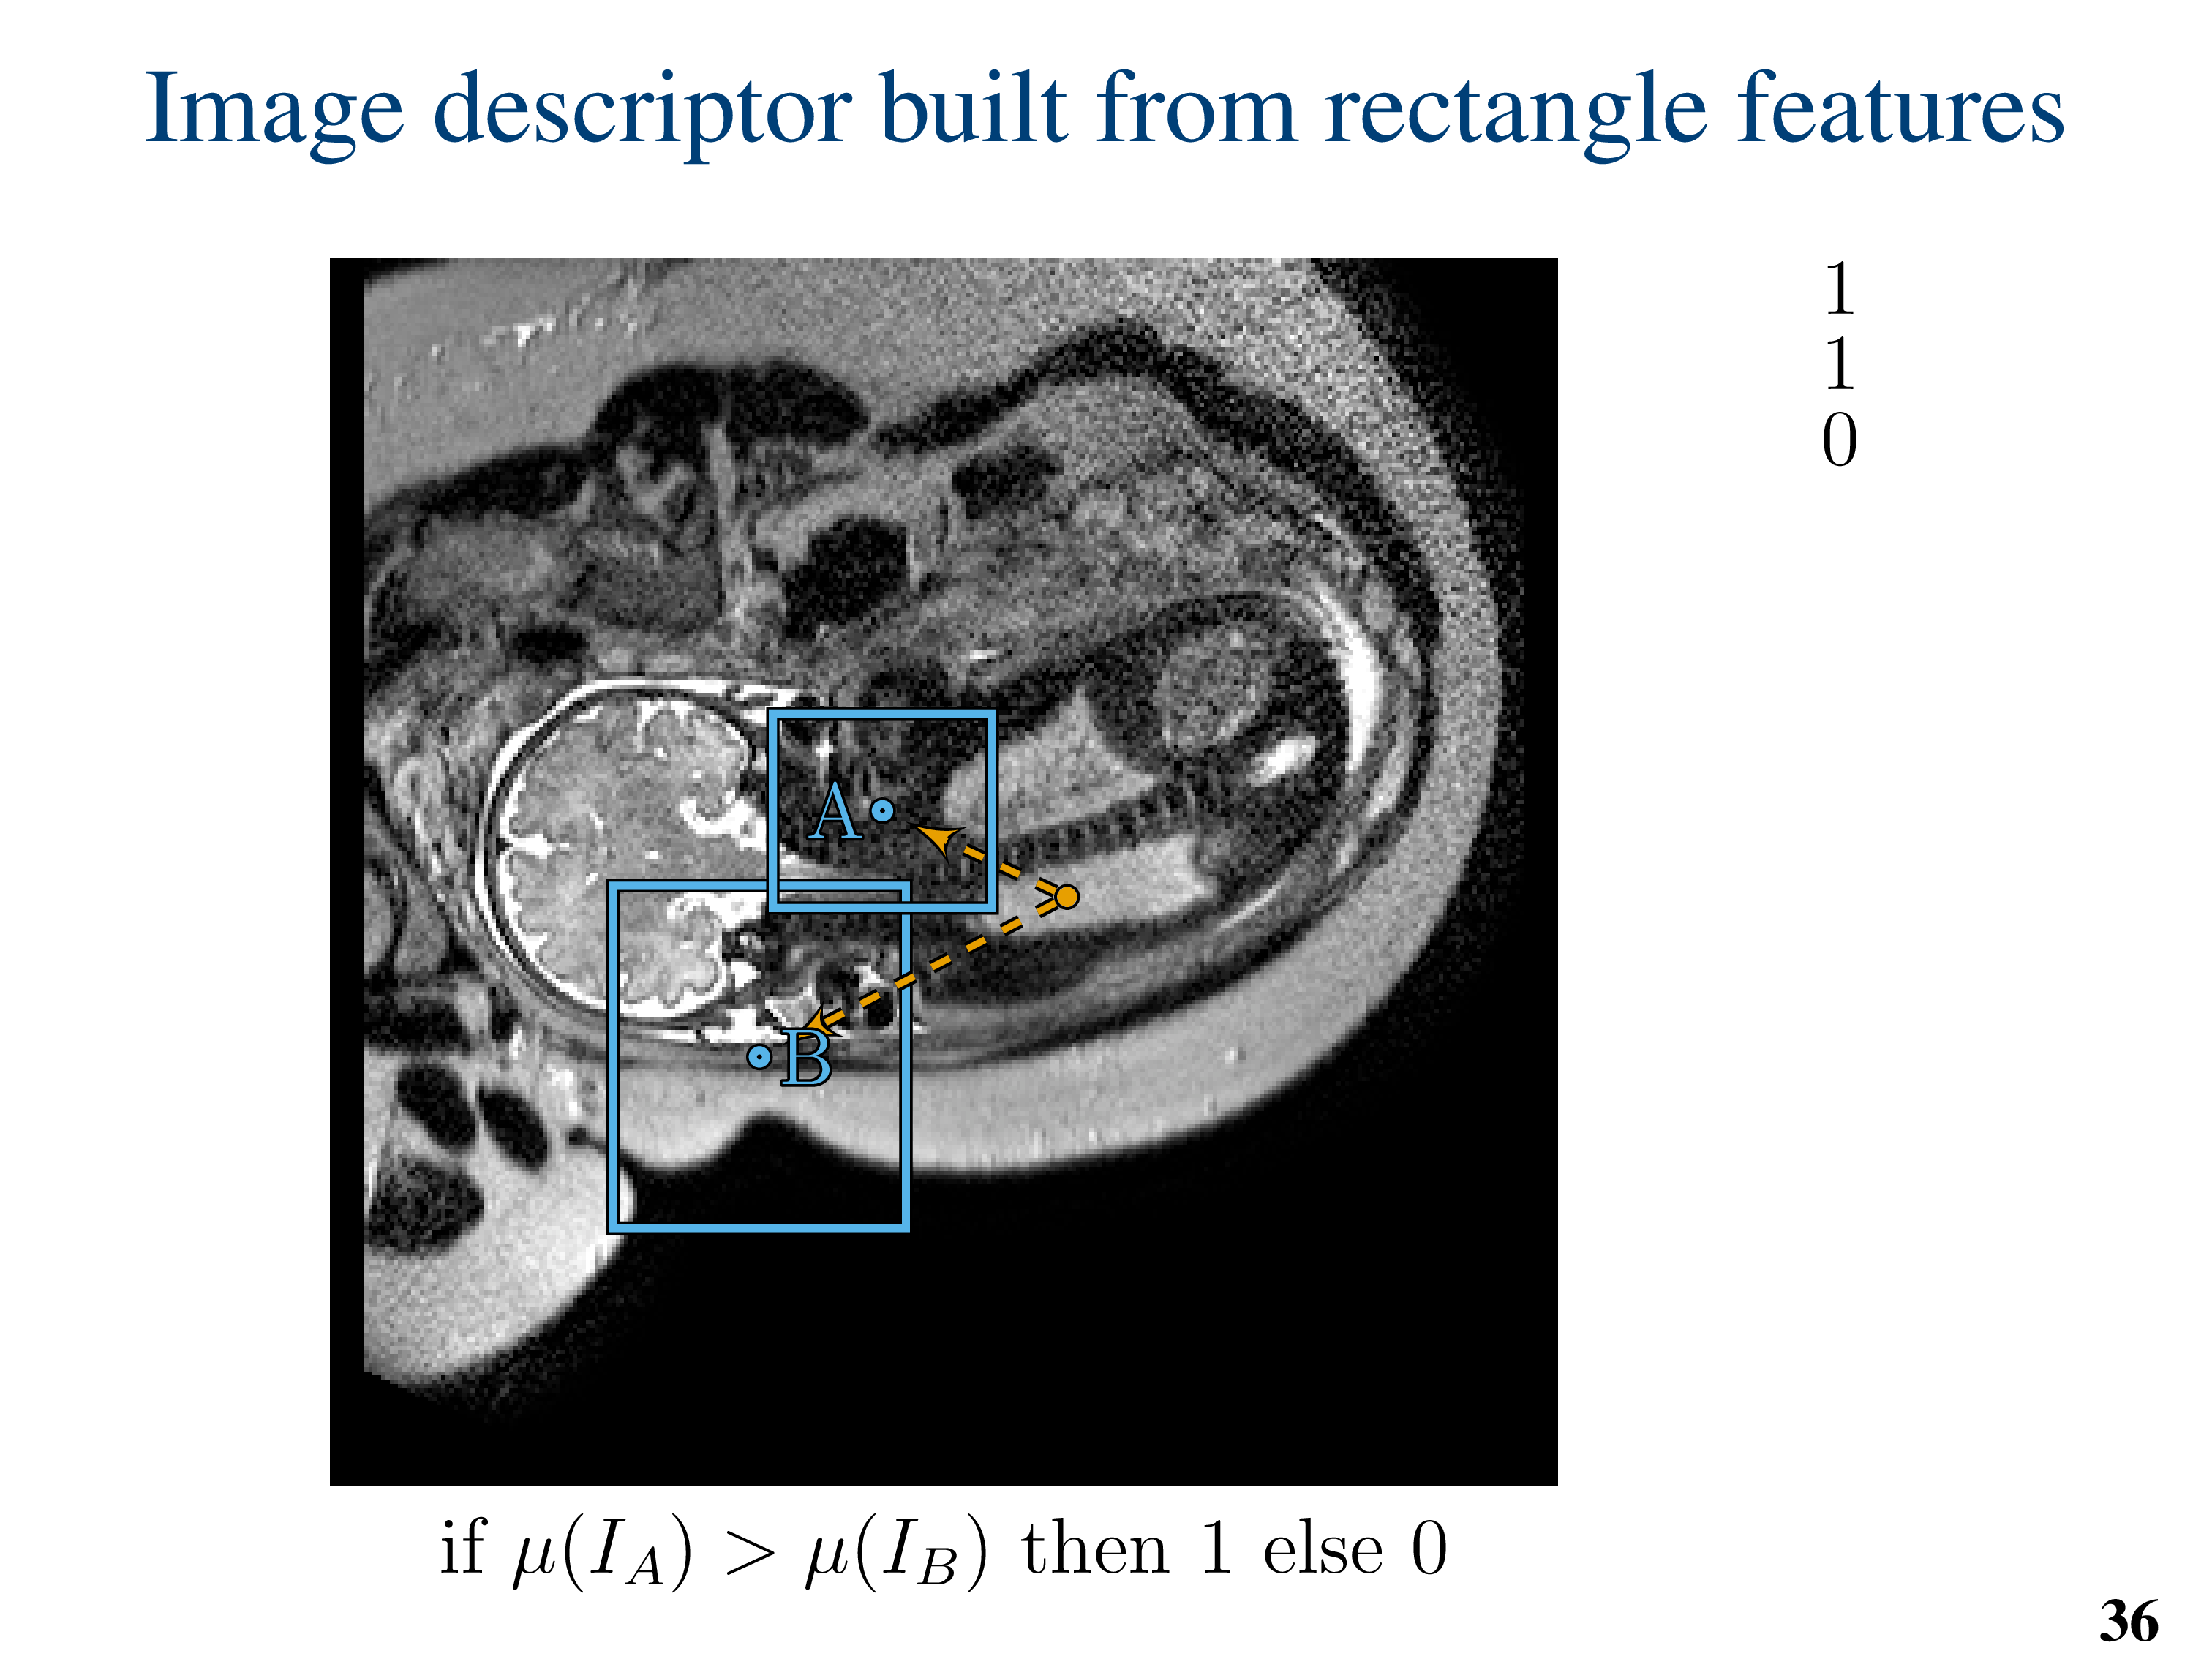 Image descriptor built from rectangle features
1
1
0
A
B
if μ(I_A) > μ(I_B) then 1 else 0
36